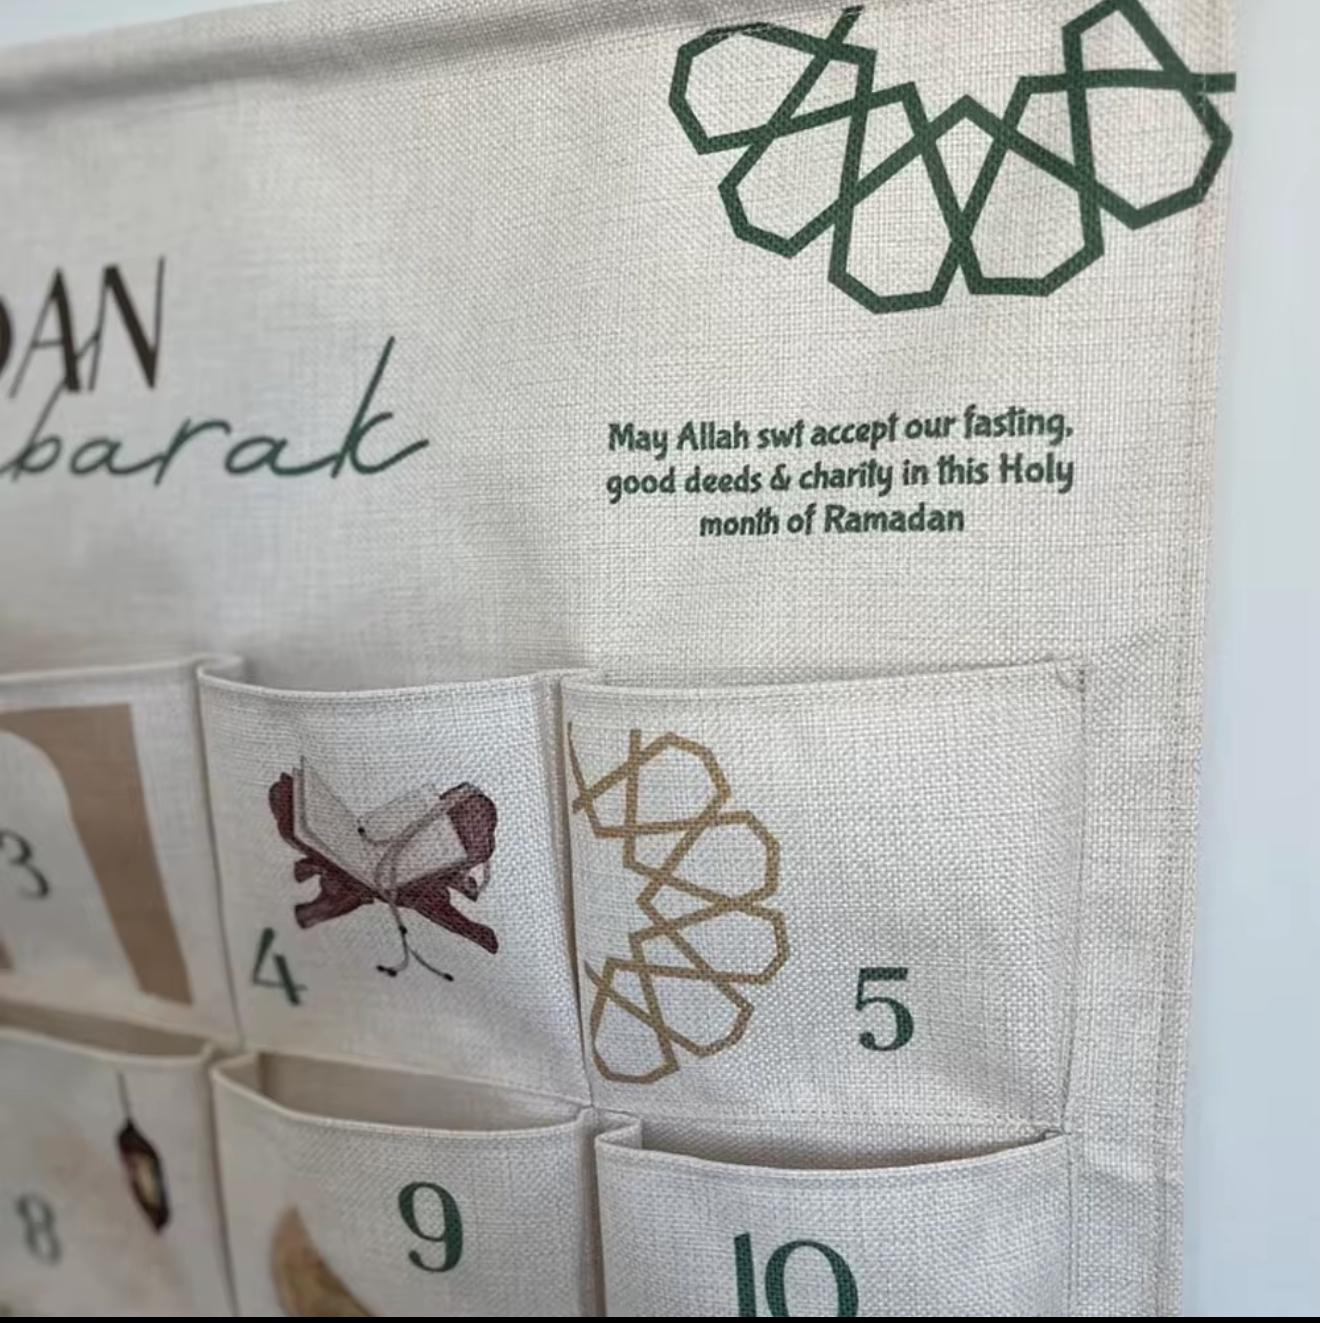 DAN
barak
May Allah swt accept our fasting,
good deeds & charity in this Holy
month of Ramadan
3
4
5
8
9
10